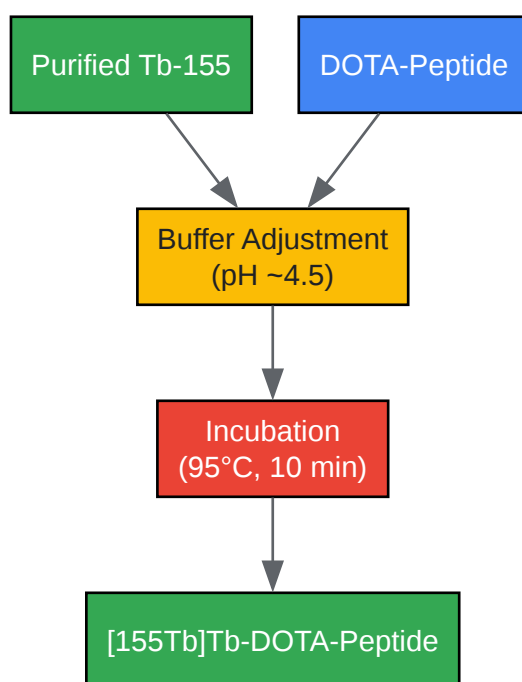 Purified Tb-155
DOTA-Peptide
Buffer Adjustment
(pH ~4.5)
Incubation
(95°C, 10 min)
[155Tb]Tb-DOTA-Peptide